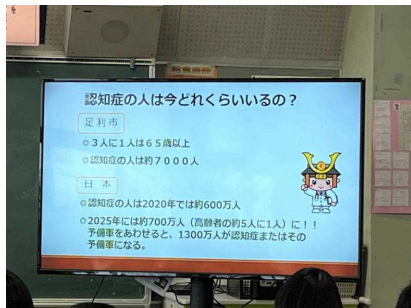 認知症の人は今どれくらいいるの？
足利市
３人に１人は６５歳以上
認知症の人は約７０００人
日 本
認知症の人は2020年では約600万人
2025年には約700万人（高齢者の約5人に1人）に！！
予備軍をあわせると、1300万人が認知症またはその
予備軍になる。